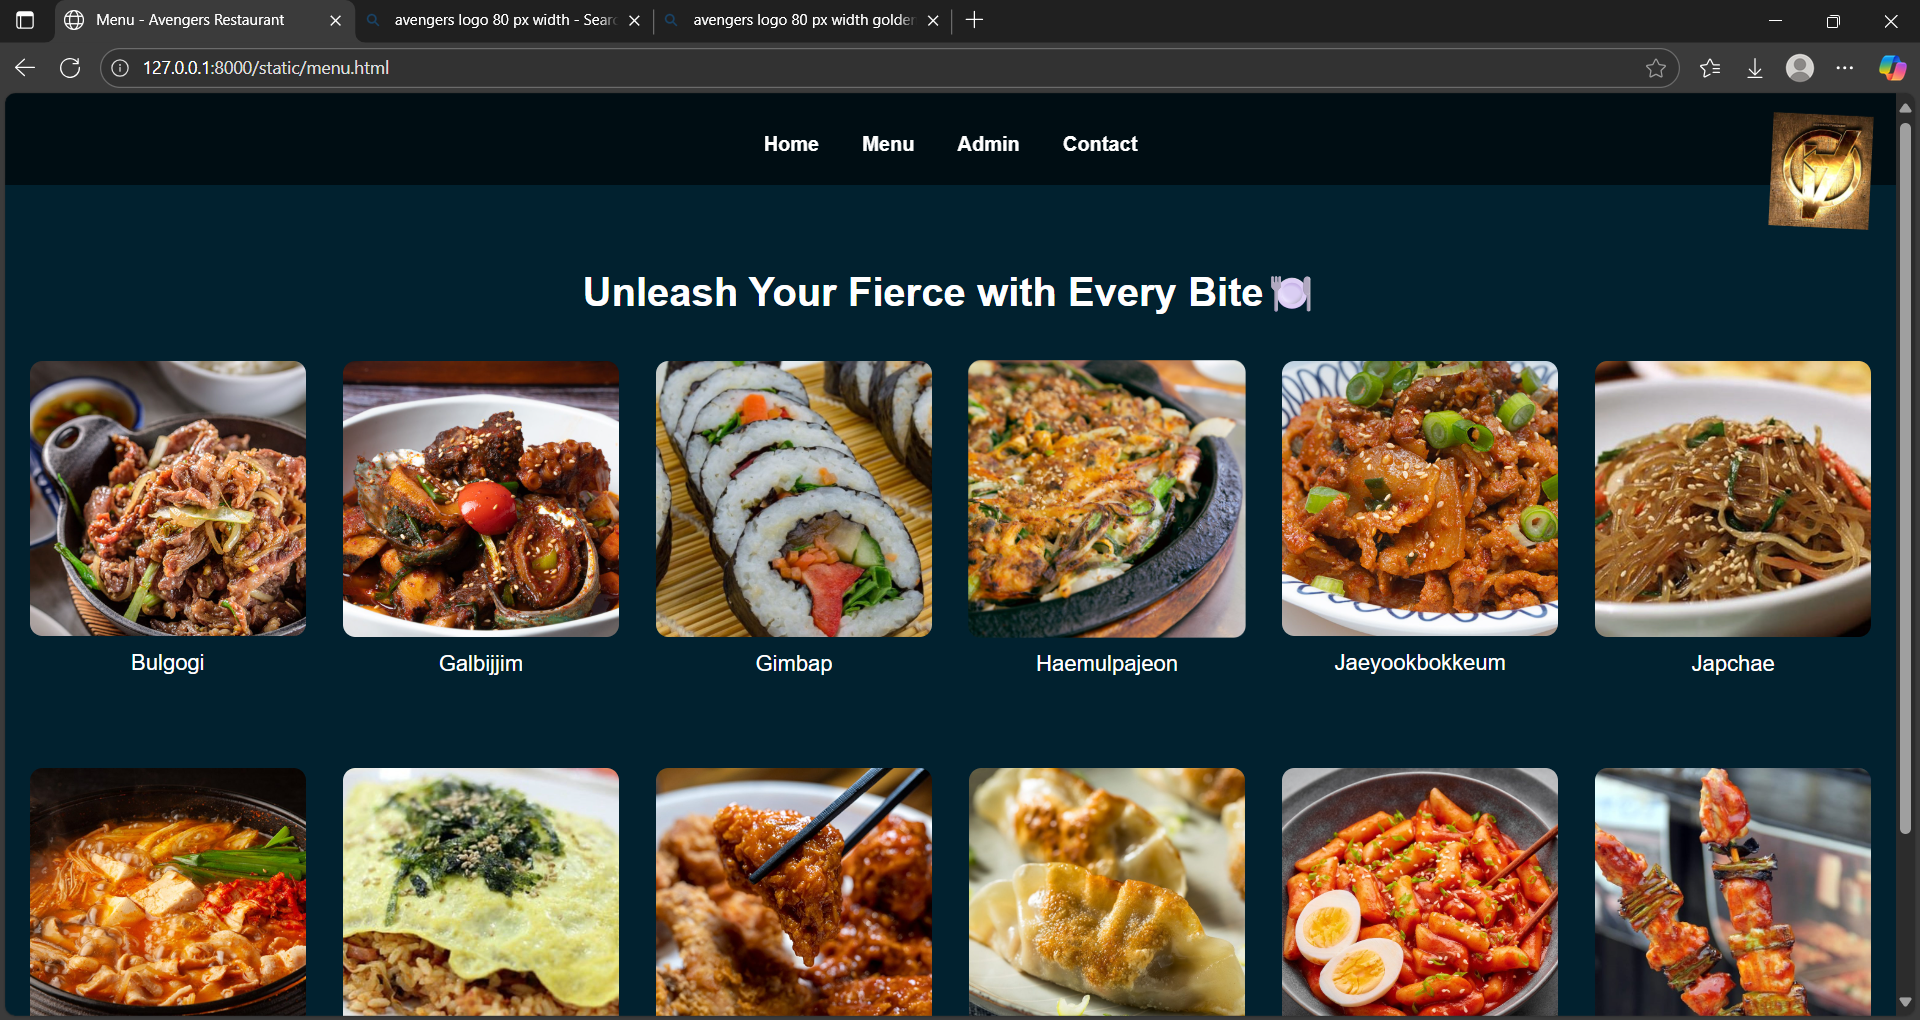 Menu - Avengers Restaurant
avengers logo 80 px width - Sear
avengers logo 80 px width golder
127.0.0.1:8000/static/menu.html
Home Menu Admin Contact
Unleash Your Fierce with Every Bite🍽️
Bulgogi Galbijjim Gimbap Haemulpajeon Jaeyookbokkeum Japchae